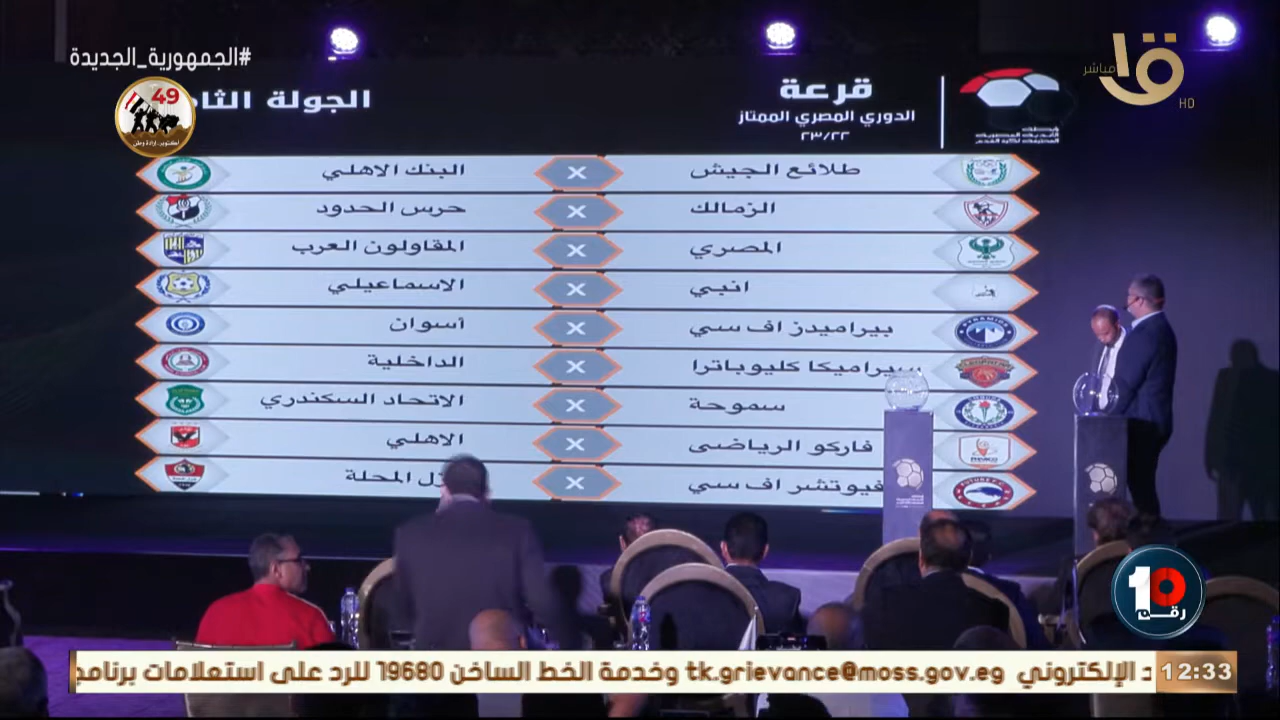 #الجمهورية_الجديدة
مباشر
HD
49
أكتوبر.. إرادة وطن
قرعة
الدوري المصري الممتاز
٢٣/٢٢
الجولة
طلائع الجيش X البنك الاهلي
الزمالك X حرس الحدود
المصري X المقاولون العرب
انبي X الاسماعيلي
بيراميدز اف سي X أسوان
سيراميكا كليوباترا X الداخلية
سموحة X الاتحاد السكندري
فاركو الرياضى X الاهلي
فيوتشر اف سي X المحلة
رقم 10
12:33
الإلكتروني tk.grievance@moss.gov.eg وخدمة الخط الساخن 19680 للرد على استعلامات